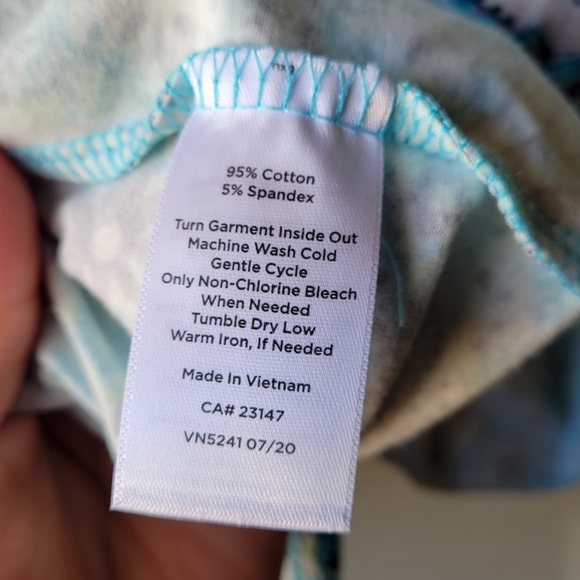 95% Cotton
5% Spandex
Turn Garment Inside Out
Machine Wash Cold
Gentle Cycle
Only Non-Chlorine Bleach
When Needed
Tumble Dry Low
Warm Iron, If Needed
Made In Vietnam
CA# 23147
VN5241 07/20